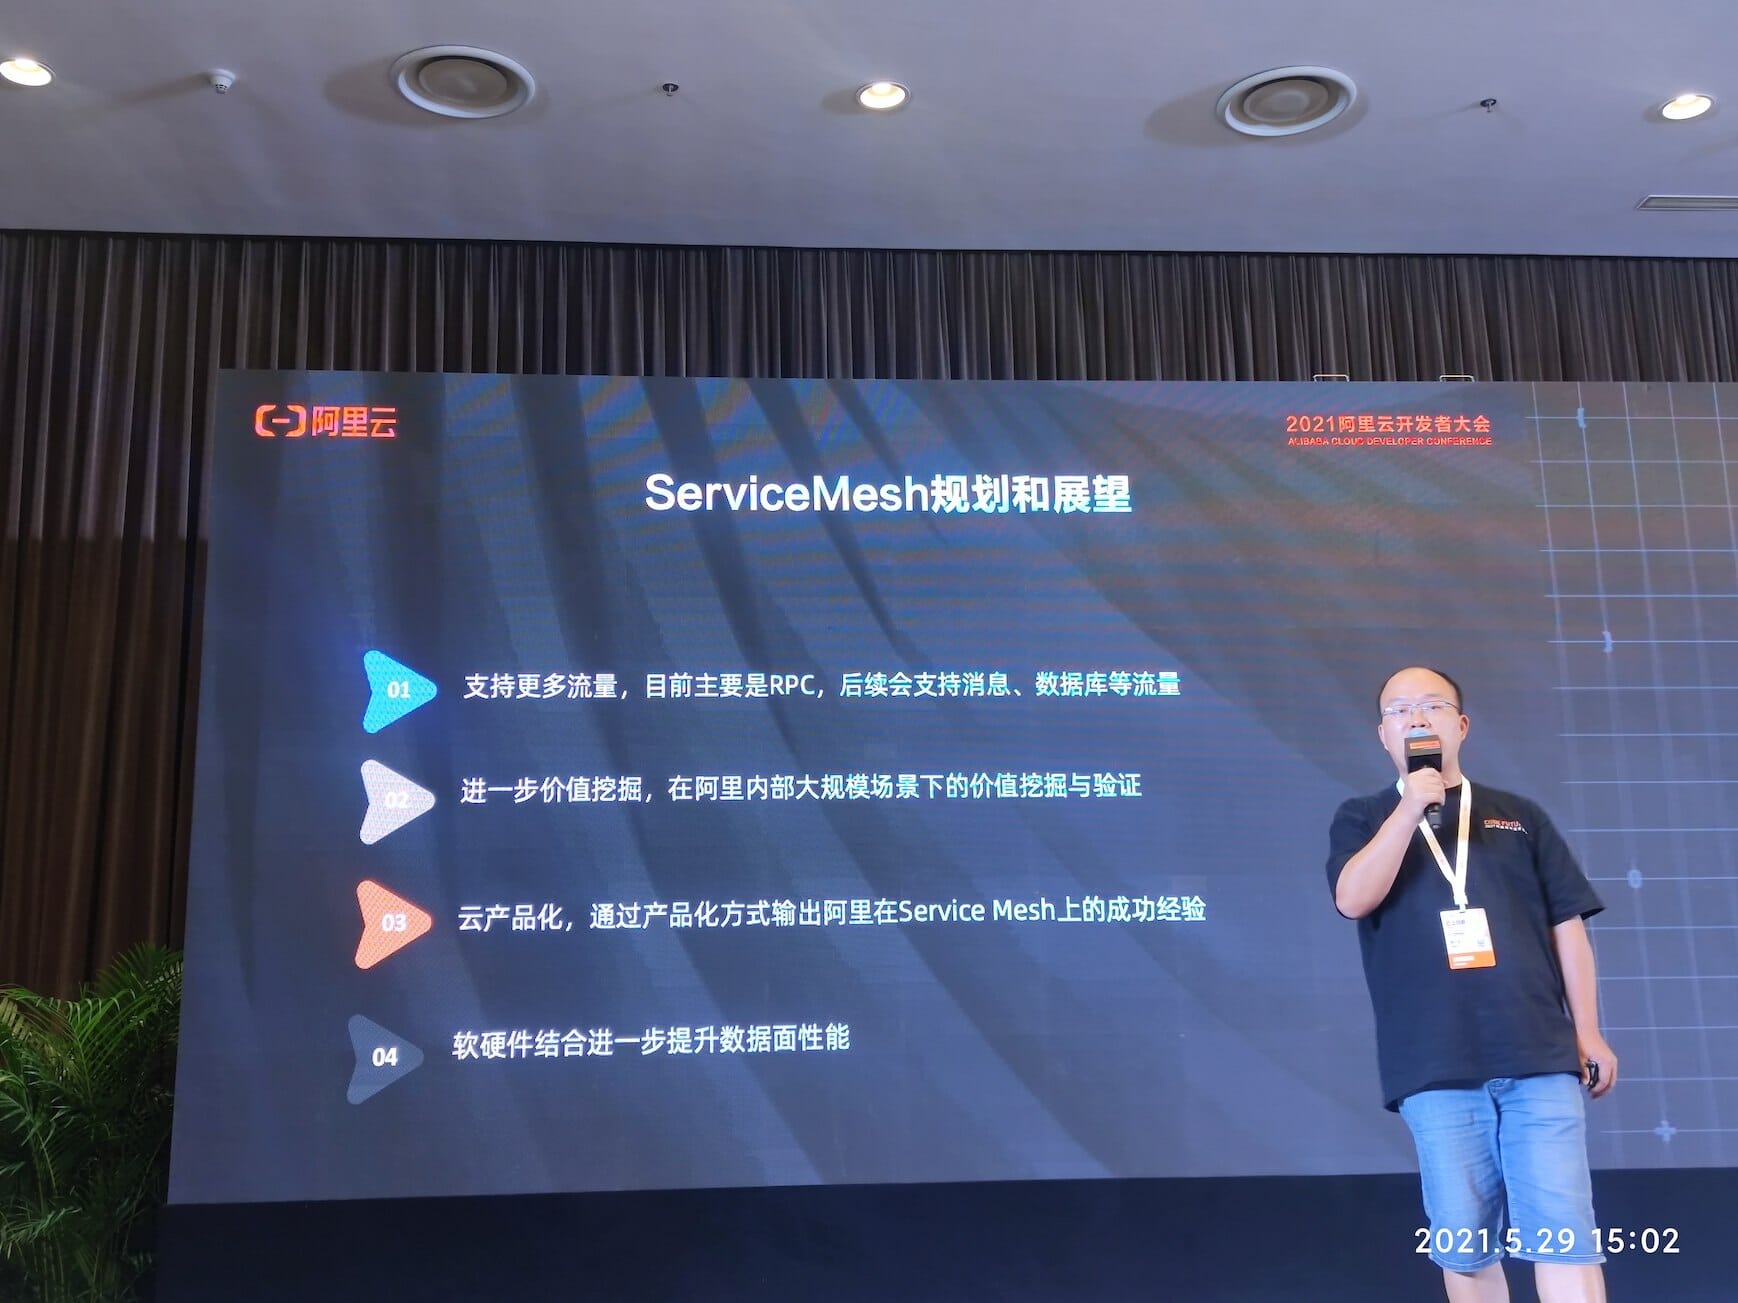 阿里云
2021阿里云开发者大会
ALIBABA CLOUD DEVELOPER CONFERENCE
ServiceMesh规划和展望
01
支持更多流量，目前主要是RPC，后续会支持消息、数据库等流量
02
进一步价值挖掘，在阿里内部大规模场景下的价值挖掘与验证
03
云产品化，通过产品化方式输出阿里在Service Mesh上的成功经验
04
软硬件结合进一步提升数据面性能
2021.5.29 15:02